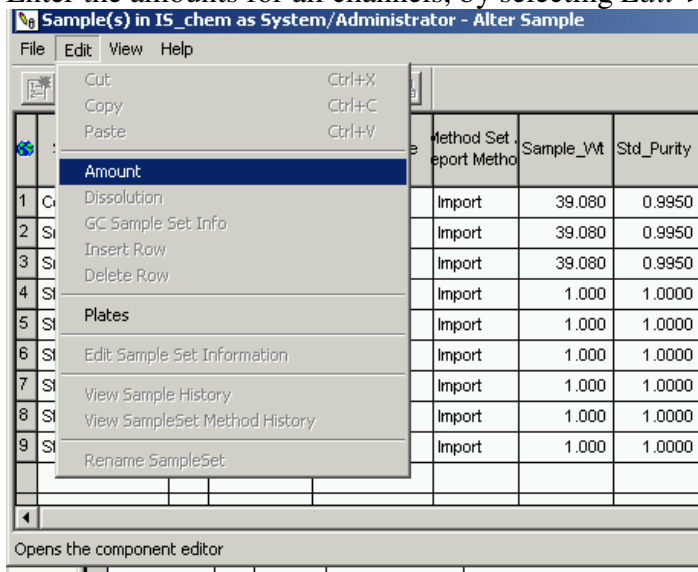 Enter the amounts for all channels, by selecting Edit
Sample(s) in IS_chem as System/Administrator - Alter Sample
File Edit View Help
Cut Ctrl+X
Copy Ctrl+C
Paste Ctrl+V
Amount
Dissolution
GC Sample Set Info
Insert Row
Delete Row
Plates
Edit Sample Set Information
View Sample History
View SampleSet Method History
Rename SampleSet
Sample_Wt Std_Purity
1 Import 39.080 0.9950
2 Import 39.080 0.9950
3 Import 39.080 0.9950
4 Import 1.000 1.0000
5 Import 1.000 1.0000
6 Import 1.000 1.0000
7 Import 1.000 1.0000
8 Import 1.000 1.0000
9 Import 1.000 1.0000
Opens the component editor